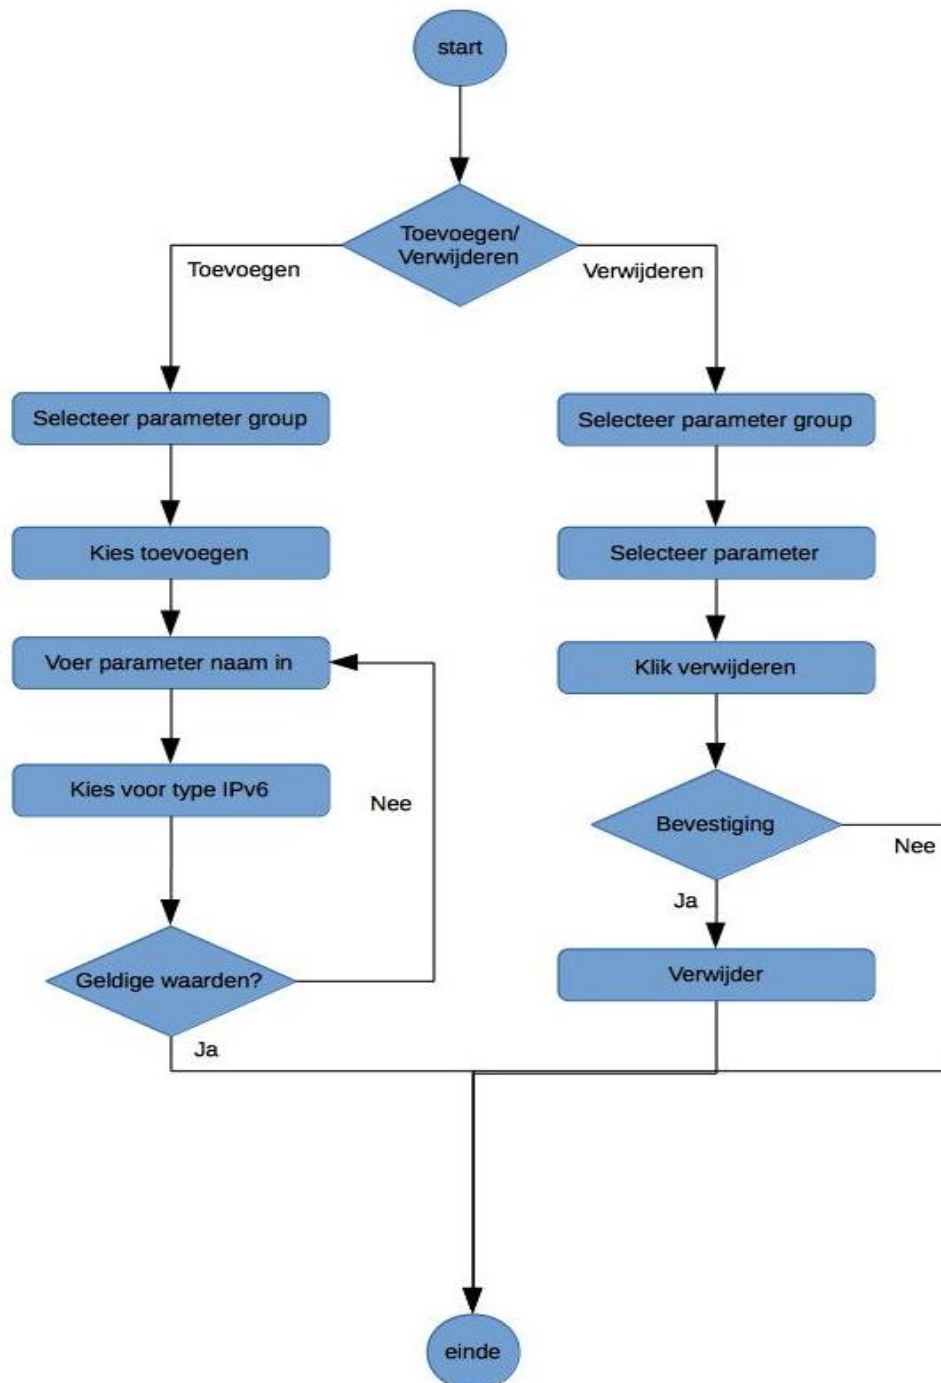 start
Toevoegen/
Verwijderen
Toevoegen
Verwijderen
Selecteer parameter group
Kies toevoegen
Voer parameter naam in
Kies voor type IPv6
Nee
Geldige waarden?
Ja
Selecteer parameter group
Selecteer parameter
Klik verwijderen
Bevestiging
Nee
Ja
Verwijder
einde